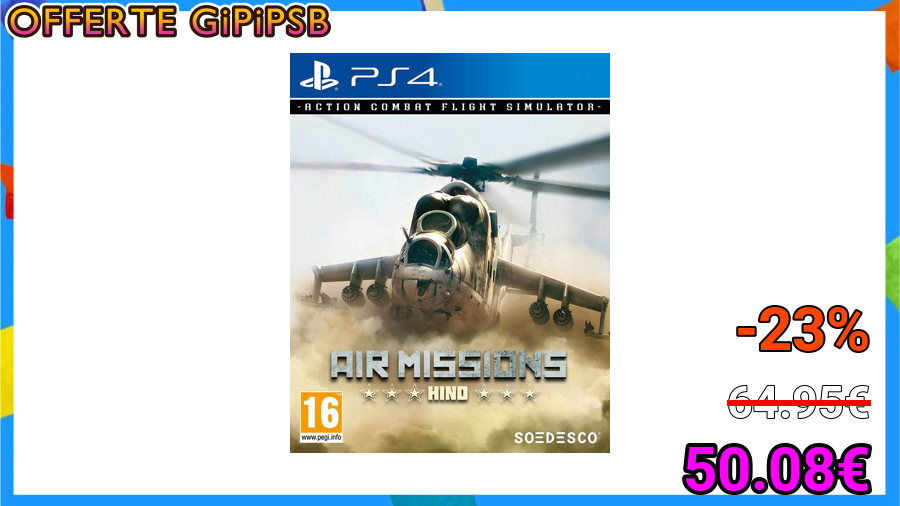 OFFERTE GiPiPSB
PS4
-ACTION COMBAT FLIGHT SIMULATOR-
AIR MISSIONS
HIND
16
www.pegi.info
SOEDESCO
-23%
64.95€
50.08€